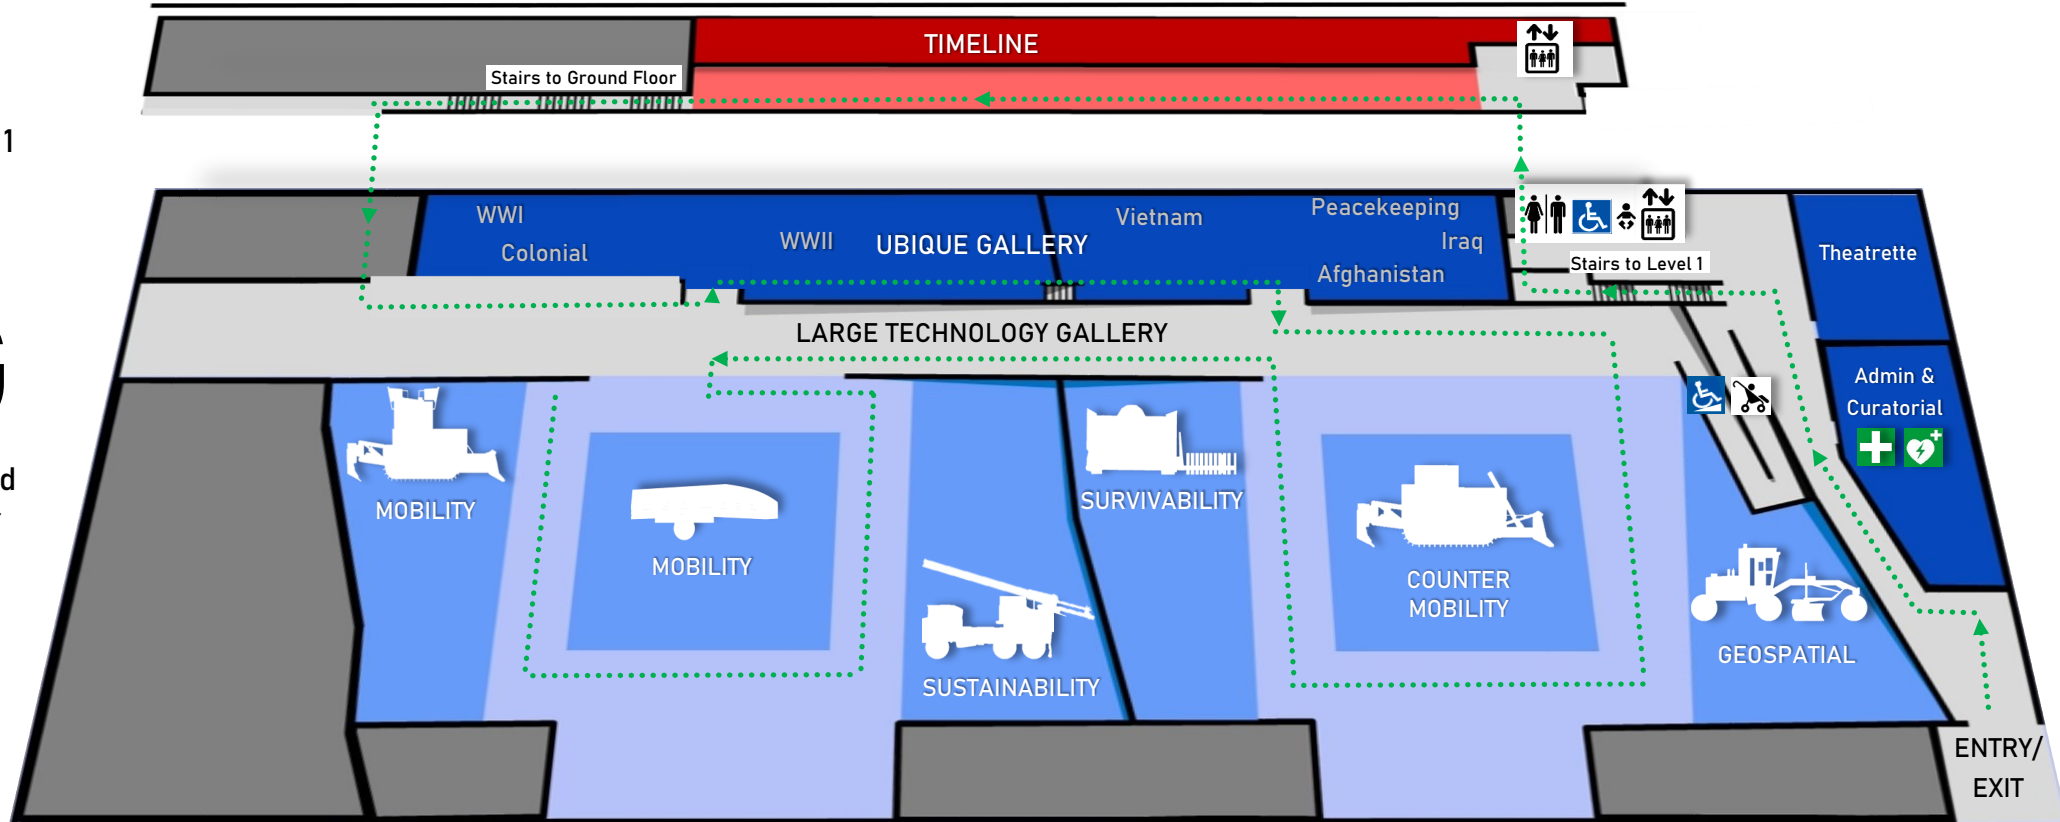 TIMELINE
Stairs to Ground Floor
1
WWI
Colonial
WWII
UBIQUE GALLERY
Vietnam
Peacekeeping
Iraq
Afghanistan
Stairs to Level 1
Theatrette
LARGE TECHNOLOGY GALLERY
Admin &
Curatorial
d
MOBILITY
MOBILITY
SUSTAINABILITY
SURVIVABILITY
COUNTER
MOBILITY
GEOSPATIAL
ENTRY/
EXIT